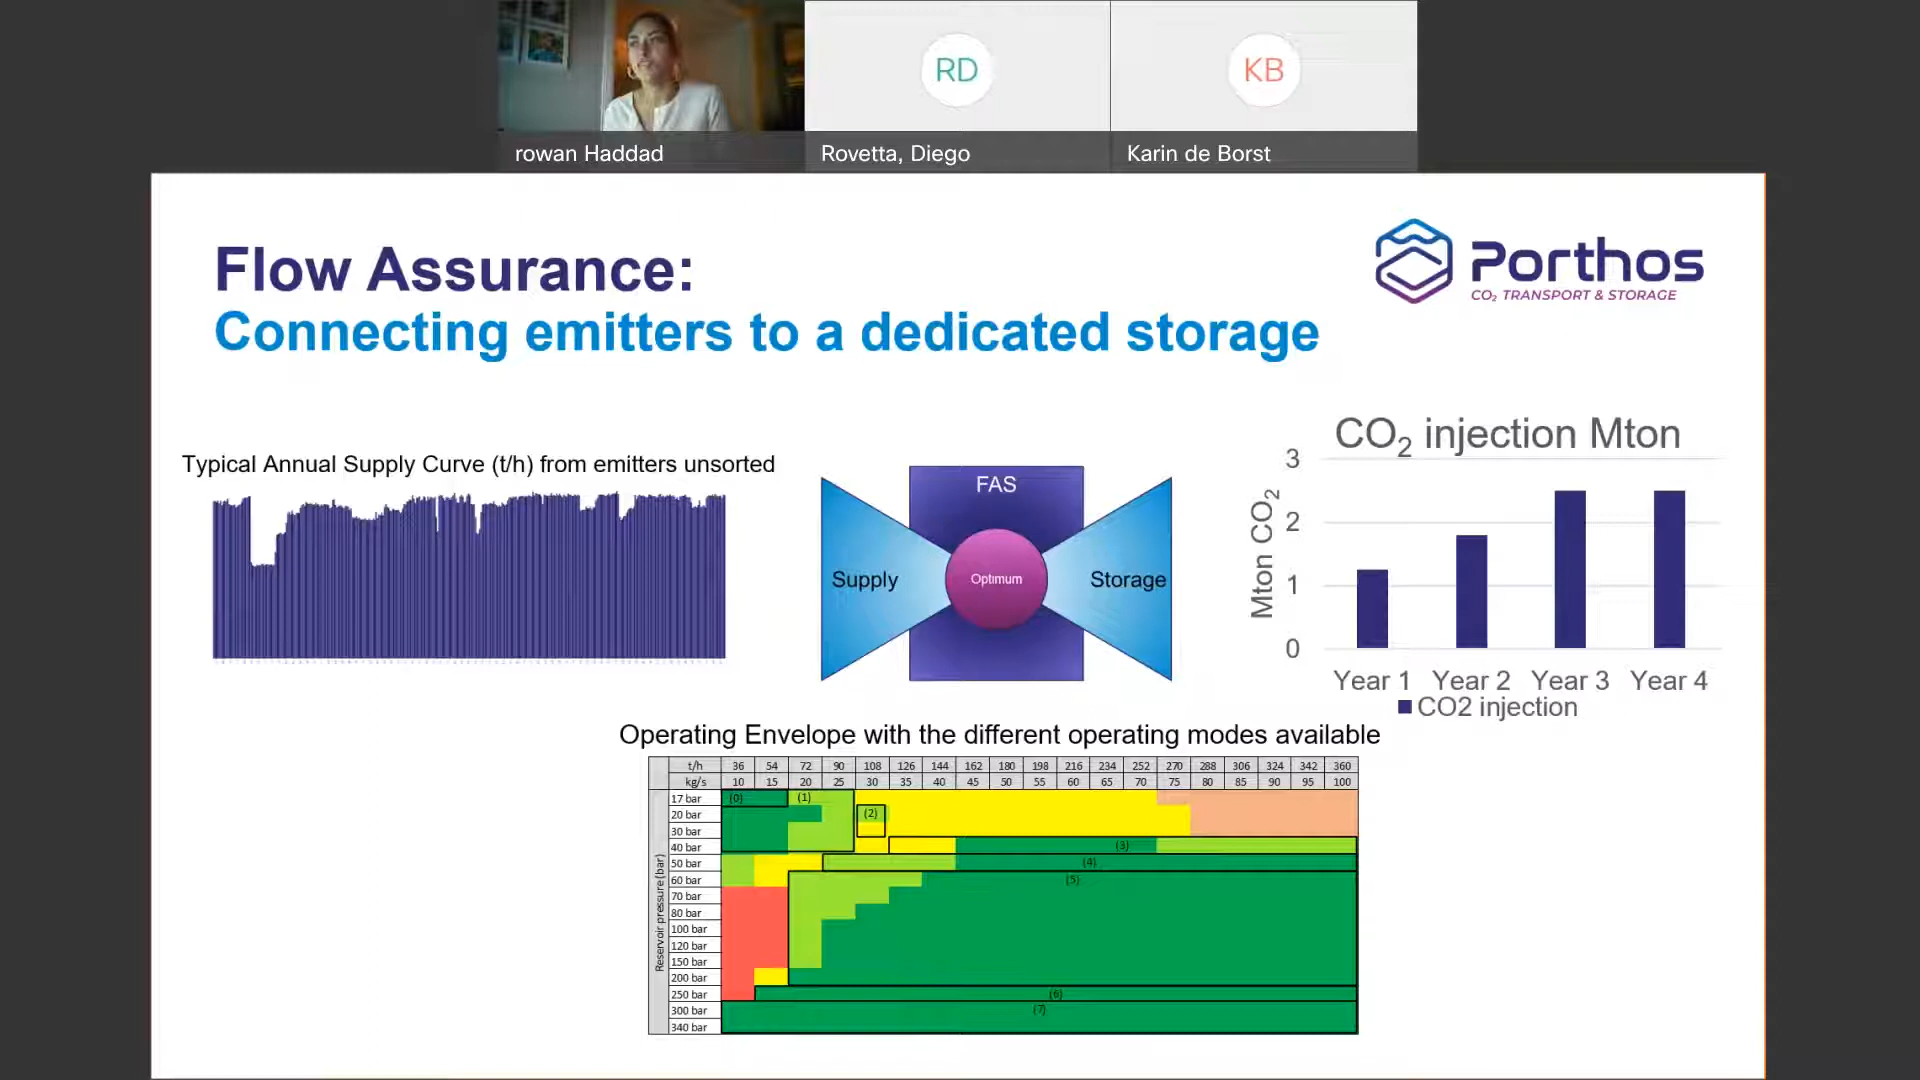 RD
KB
rowan Haddad
Rovetta, Diego
Karin de Borst
Flow Assurance:
Connecting emitters to a dedicated storage
Porthos
CO₂ TRANSPORT & STORAGE
Typical Annual Supply Curve (t/h) from emitters unsorted
FAS
Supply
Optimum
Storage
CO₂ injection Mton
Mton CO₂
3
2
1
0
Year 1 Year 2 Year 3 Year 4
CO2 injection
Operating Envelope with the different operating modes available
t/h 36 54 72 90 108 126 144 162 180 198 216 234 252 270 288 306 324 342 360
kg/s 10 15 20 25 30 35 40 45 50 55 60 65 70 75 80 85 90 95 100
Reservoir pressure (bar)
17 bar (0) (1)
20 bar (2)
30 bar
40 bar (3)
50 bar (4)
60 bar (5)
70 bar
80 bar
100 bar
120 bar
150 bar
200 bar
250 bar (6)
300 bar (7)
340 bar